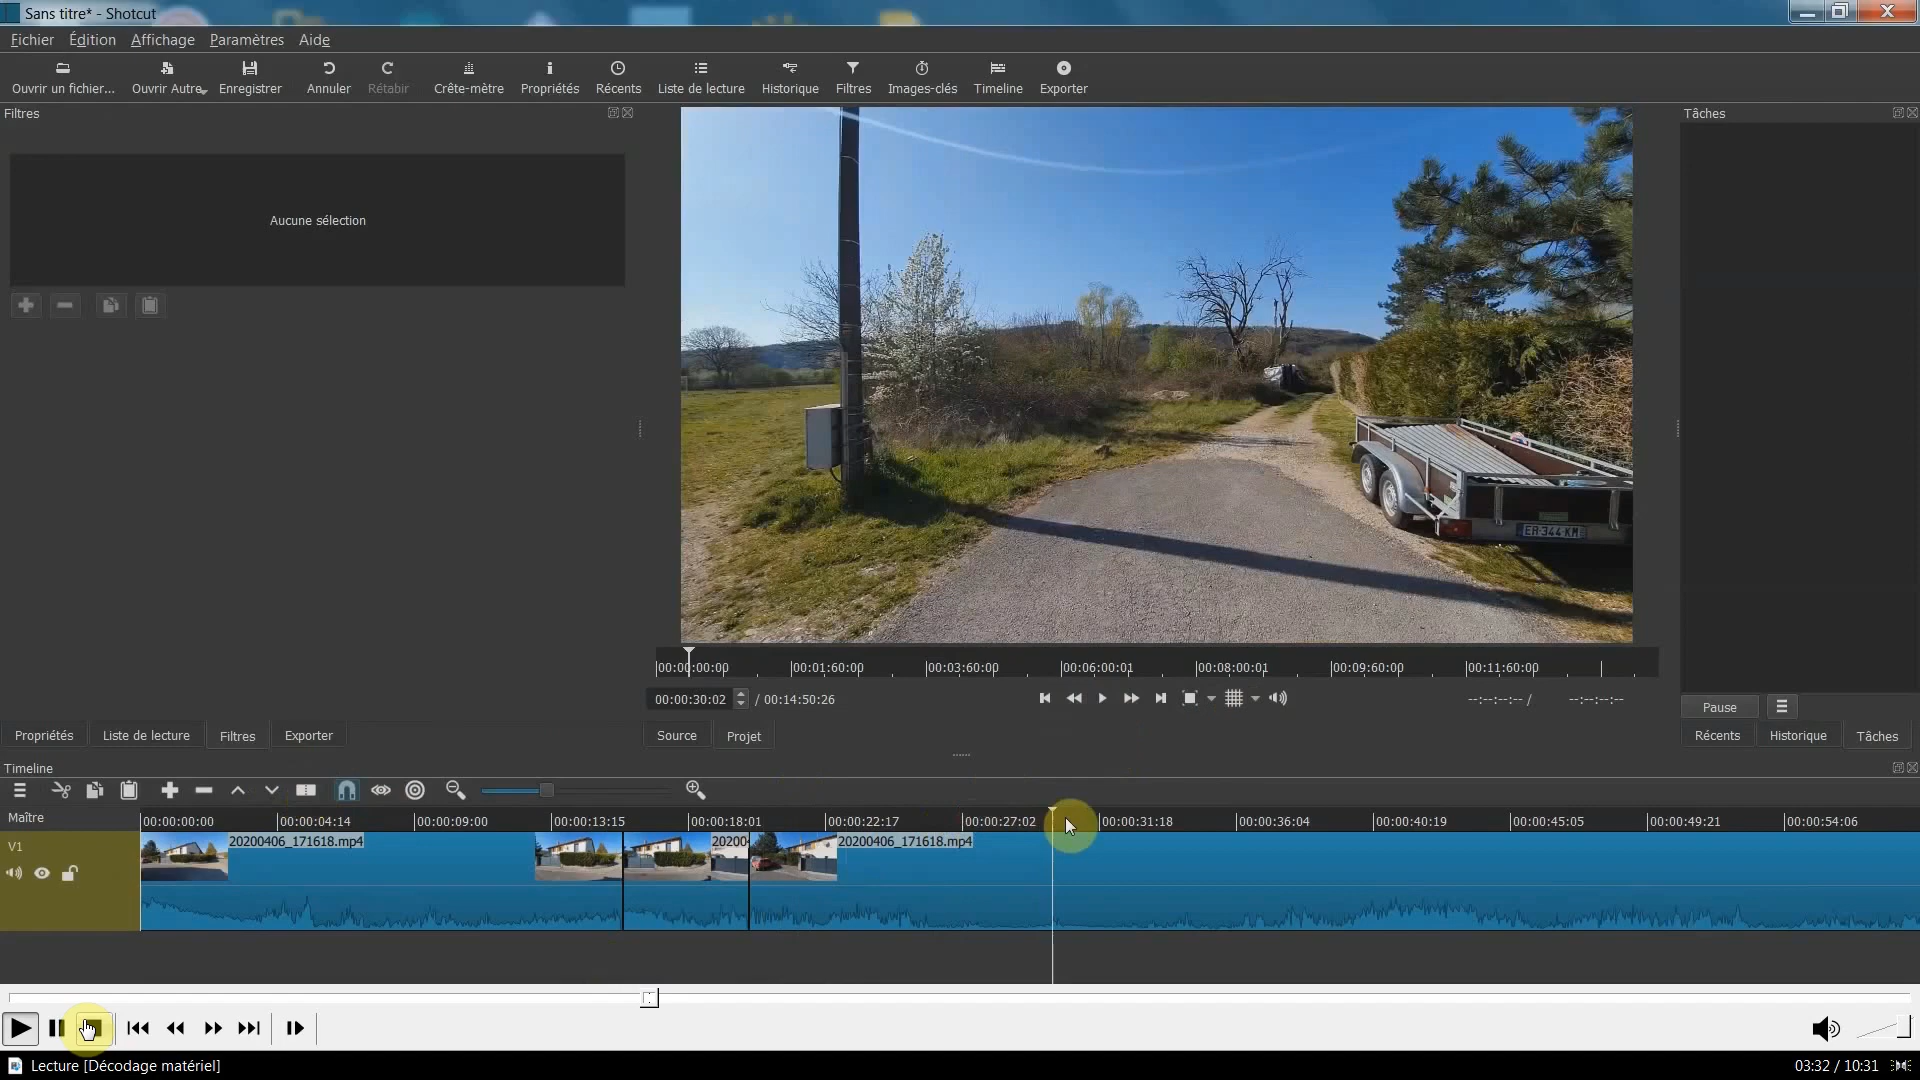 Sans titre* - Shotcut
Fichier Édition Affichage Paramètres Aide
Ouvrir un fichier... Ouvrir Autre Enregistrer Annuler Rétabir Crête-mètre Propriétés Récents Liste de lecture Historique Filtres Images-clés Timeline Exporter
Filtres
Tâches
Aucune sélection
ER-344-KM
00:00:00:00 00:01:60:00 00:03:60:00 00:06:00:01 00:08:00:01 00:09:60:00 00:11:60:00
00:00:30:02 / 00:14:50:26 --:--:--:-- / --:--:--:--
Pause
Propriétés Liste de lecture Filtres Exporter Source Projet Récents Historique Tâches
Timeline
Maître 00:00:00:00 00:00:04:14 00:00:09:00 00:00:13:15 00:00:18:01 00:00:22:17 00:00:27:02 00:00:31:18 00:00:36:04 00:00:40:19 00:00:45:05 00:00:49:21 00:00:54:06
V1 20200406_171618.mp4 20200 20200406_171618.mp4
Lecture [Décodage matériel] 03:32 / 10:31